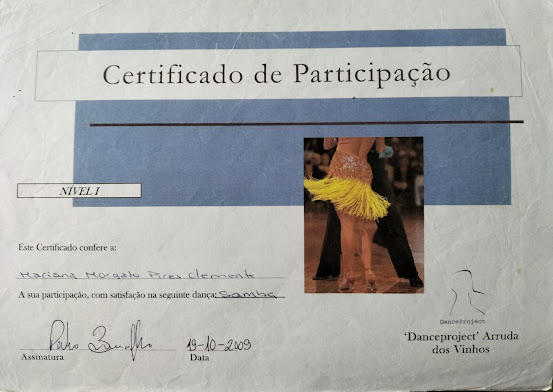 Certificado de Participação
NÍVEL I
Este Certificado confere a:
Mariana Morgado Pires Clemente
A sua participação, com satisfação na seguinte dança: Samba
19-10-2009
Assinatura
Data
DanceProject
'Danceproject' Arruda
dos Vinhos